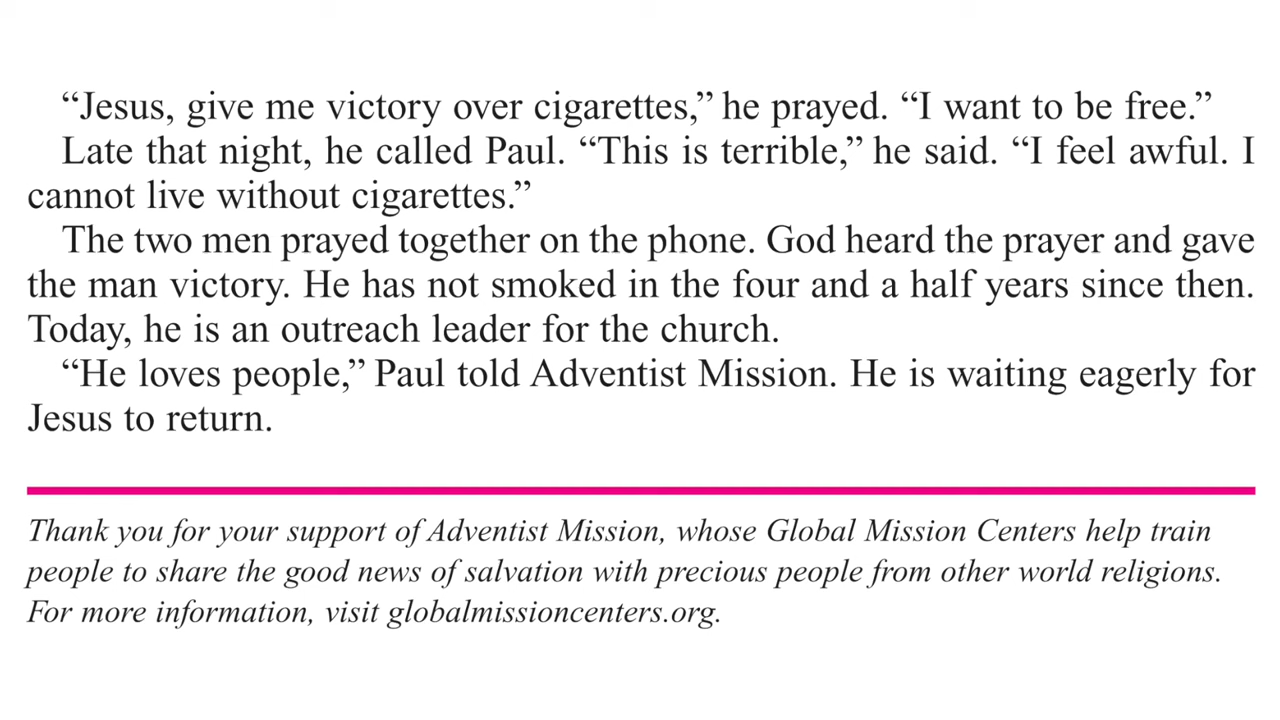 “Jesus, give me victory over cigarettes,” he prayed. “I want to be free.”
Late that night, he called Paul. “This is terrible,” he said. “I feel awful. I
cannot live without cigarettes.”
The two men prayed together on the phone. God heard the prayer and gave
the man victory. He has not smoked in the four and a half years since then.
Today, he is an outreach leader for the church.
“He loves people,” Paul told Adventist Mission. He is waiting eagerly for
Jesus to return.
Thank you for your support of Adventist Mission, whose Global Mission Centers help train
people to share the good news of salvation with precious people from other world religions.
For more information, visit globalmissioncenters.org.